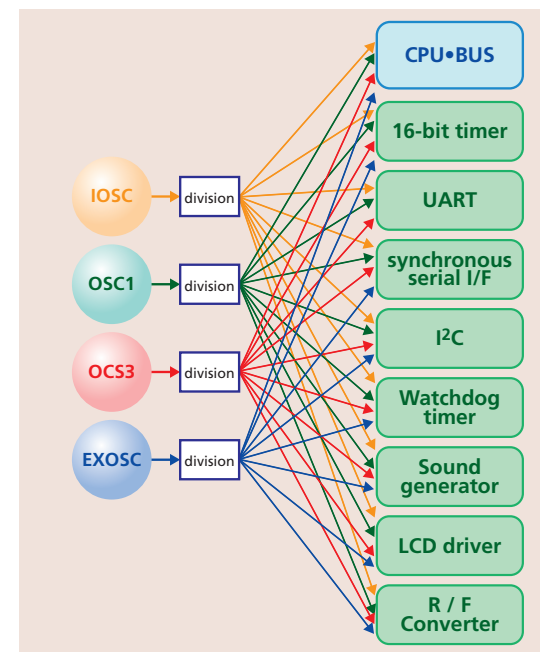 CPU•BUS
16-bit timer
IOSC
division
UART
OSC1
division
synchronous
serial I/F
I²C
OCS3
division
Watchdog
timer
EXOSC
division
Sound
generator
LCD driver
R / F
Converter